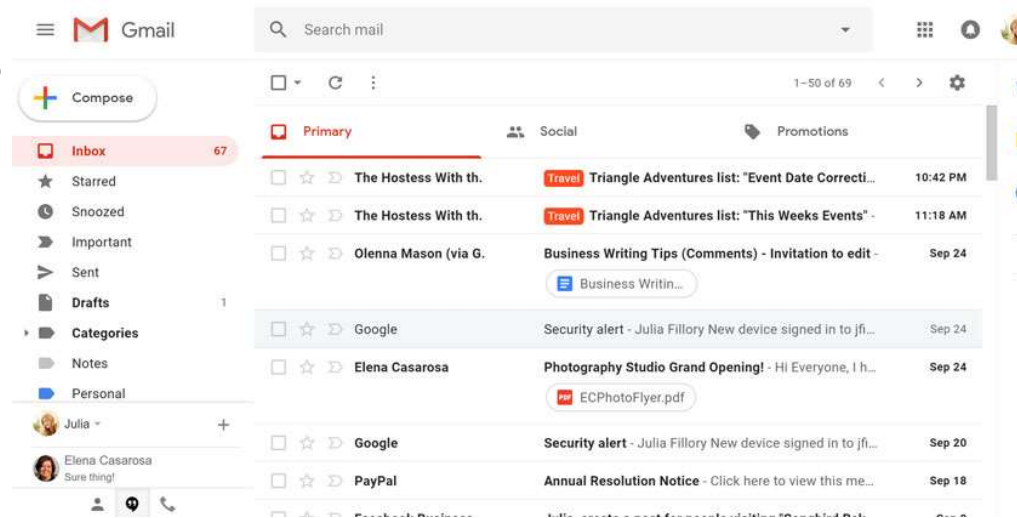 Gmail
Search mail
Compose
1–50 of 69
Primary
Social
Promotions
Inbox 67
Starred
Snoozed
Important
Sent
Drafts 1
Categories
Notes
Personal
Julia
Elena Casarosa
Sure thing!
The Hostess With th. Travel Triangle Adventures list: "Event Date Correcti... 10:42 PM
The Hostess With th. Travel Triangle Adventures list: "This Weeks Events" - 11:18 AM
Olenna Mason (via G. Business Writing Tips (Comments) - Invitation to edit - Sep 24
Business Writin...
Google Security alert - Julia Fillory New device signed in to jfi... Sep 24
Elena Casarosa Photography Studio Grand Opening! - Hi Everyone, I h... Sep 24
PDF ECPhotoFlyer.pdf
Google Security alert - Julia Fillory New device signed in to jfi... Sep 20
PayPal Annual Resolution Notice - Click here to view this me... Sep 18